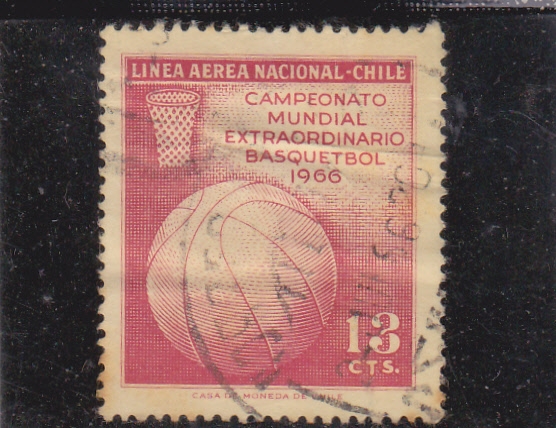 LINEA AEREA NACIONAL-CHILE
CAMPEONATO
MUNDIAL
EXTRAORDINARIO
BASQUETBOL
1966
13
CTS.
CASA DE MONEDA DE CHILE